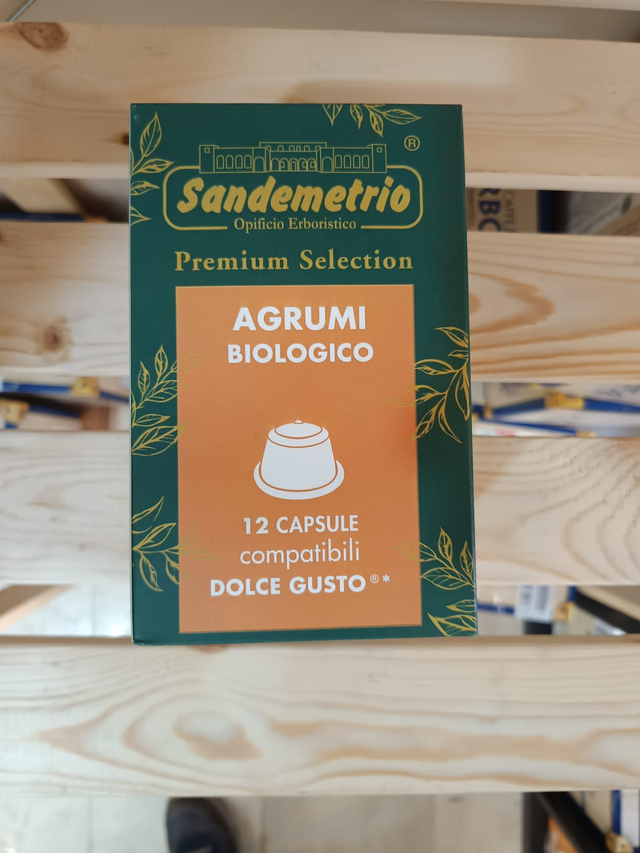 ®
Sandemetrio
Opificio Erboristico
Premium Selection
AGRUMI
BIOLOGICO
12 CAPSULE
compatibili
DOLCE GUSTO®*